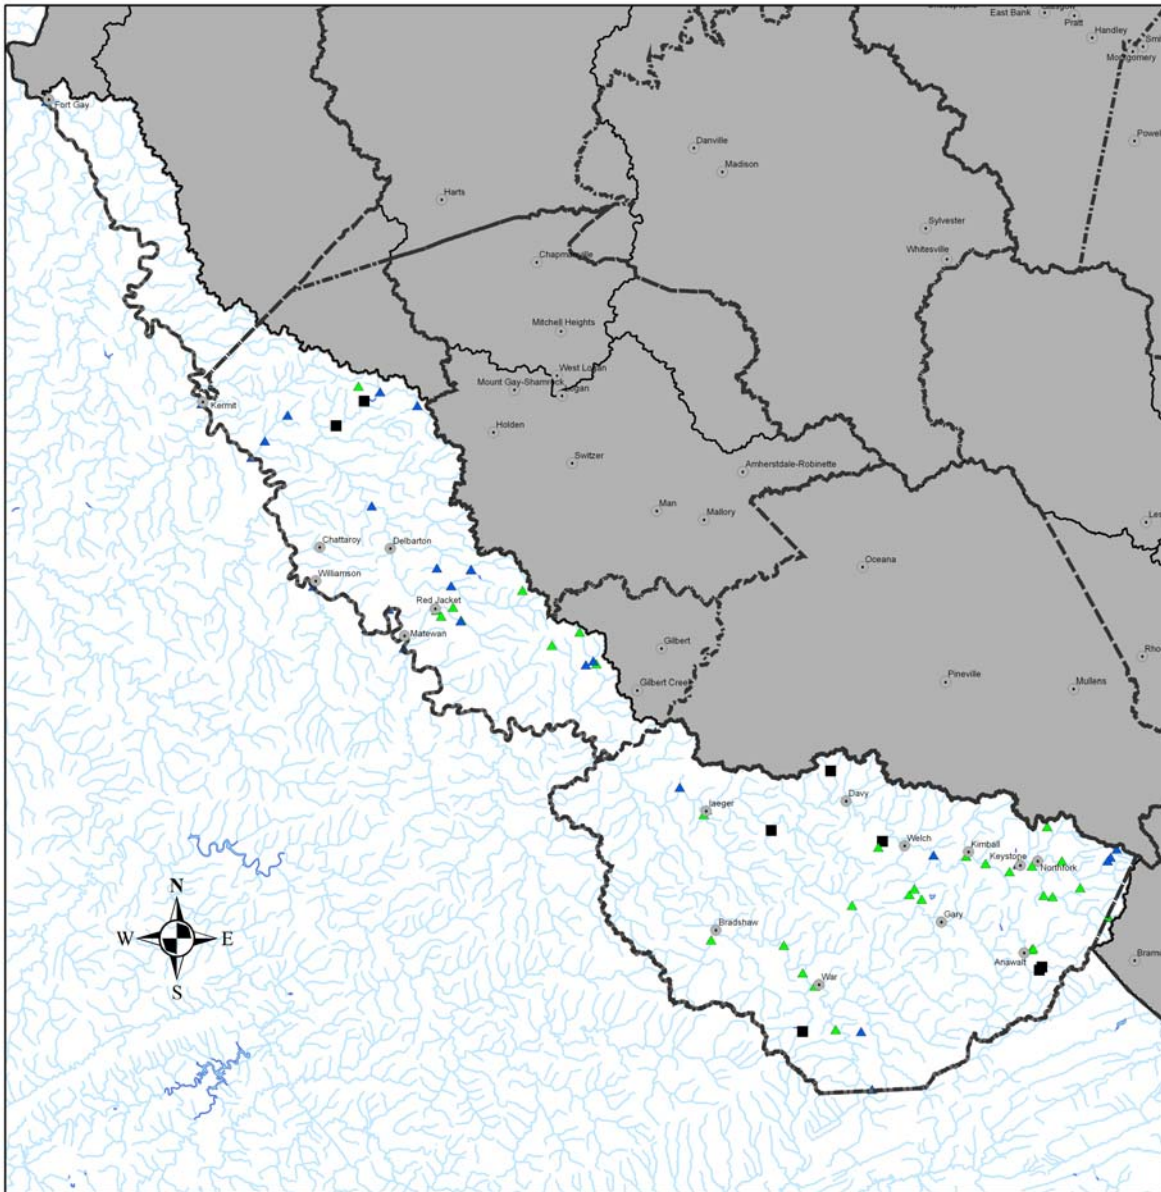 East Bank
Pratt
Handley
Montgomery
Fort Gay
Danville
Madison
Harts
Sylvester
Whitesville
Chapmanville
Mitchell Heights
West Logan
Mount Gay-Shamrock
Logan
Kermit
Holden
Switzer
Amherstdale-Robinette
Man
Mallory
Chattaroy
Delbarton
Oceana
Williamson
Red Jacket
Matewan
Gilbert
Gilbert Creek
Pineville
Mullens
Iaeger
Davy
Welch
Kimball
Keystone
Northfork
N
W
E
S
Bradshaw
Gary
Anawalt
War